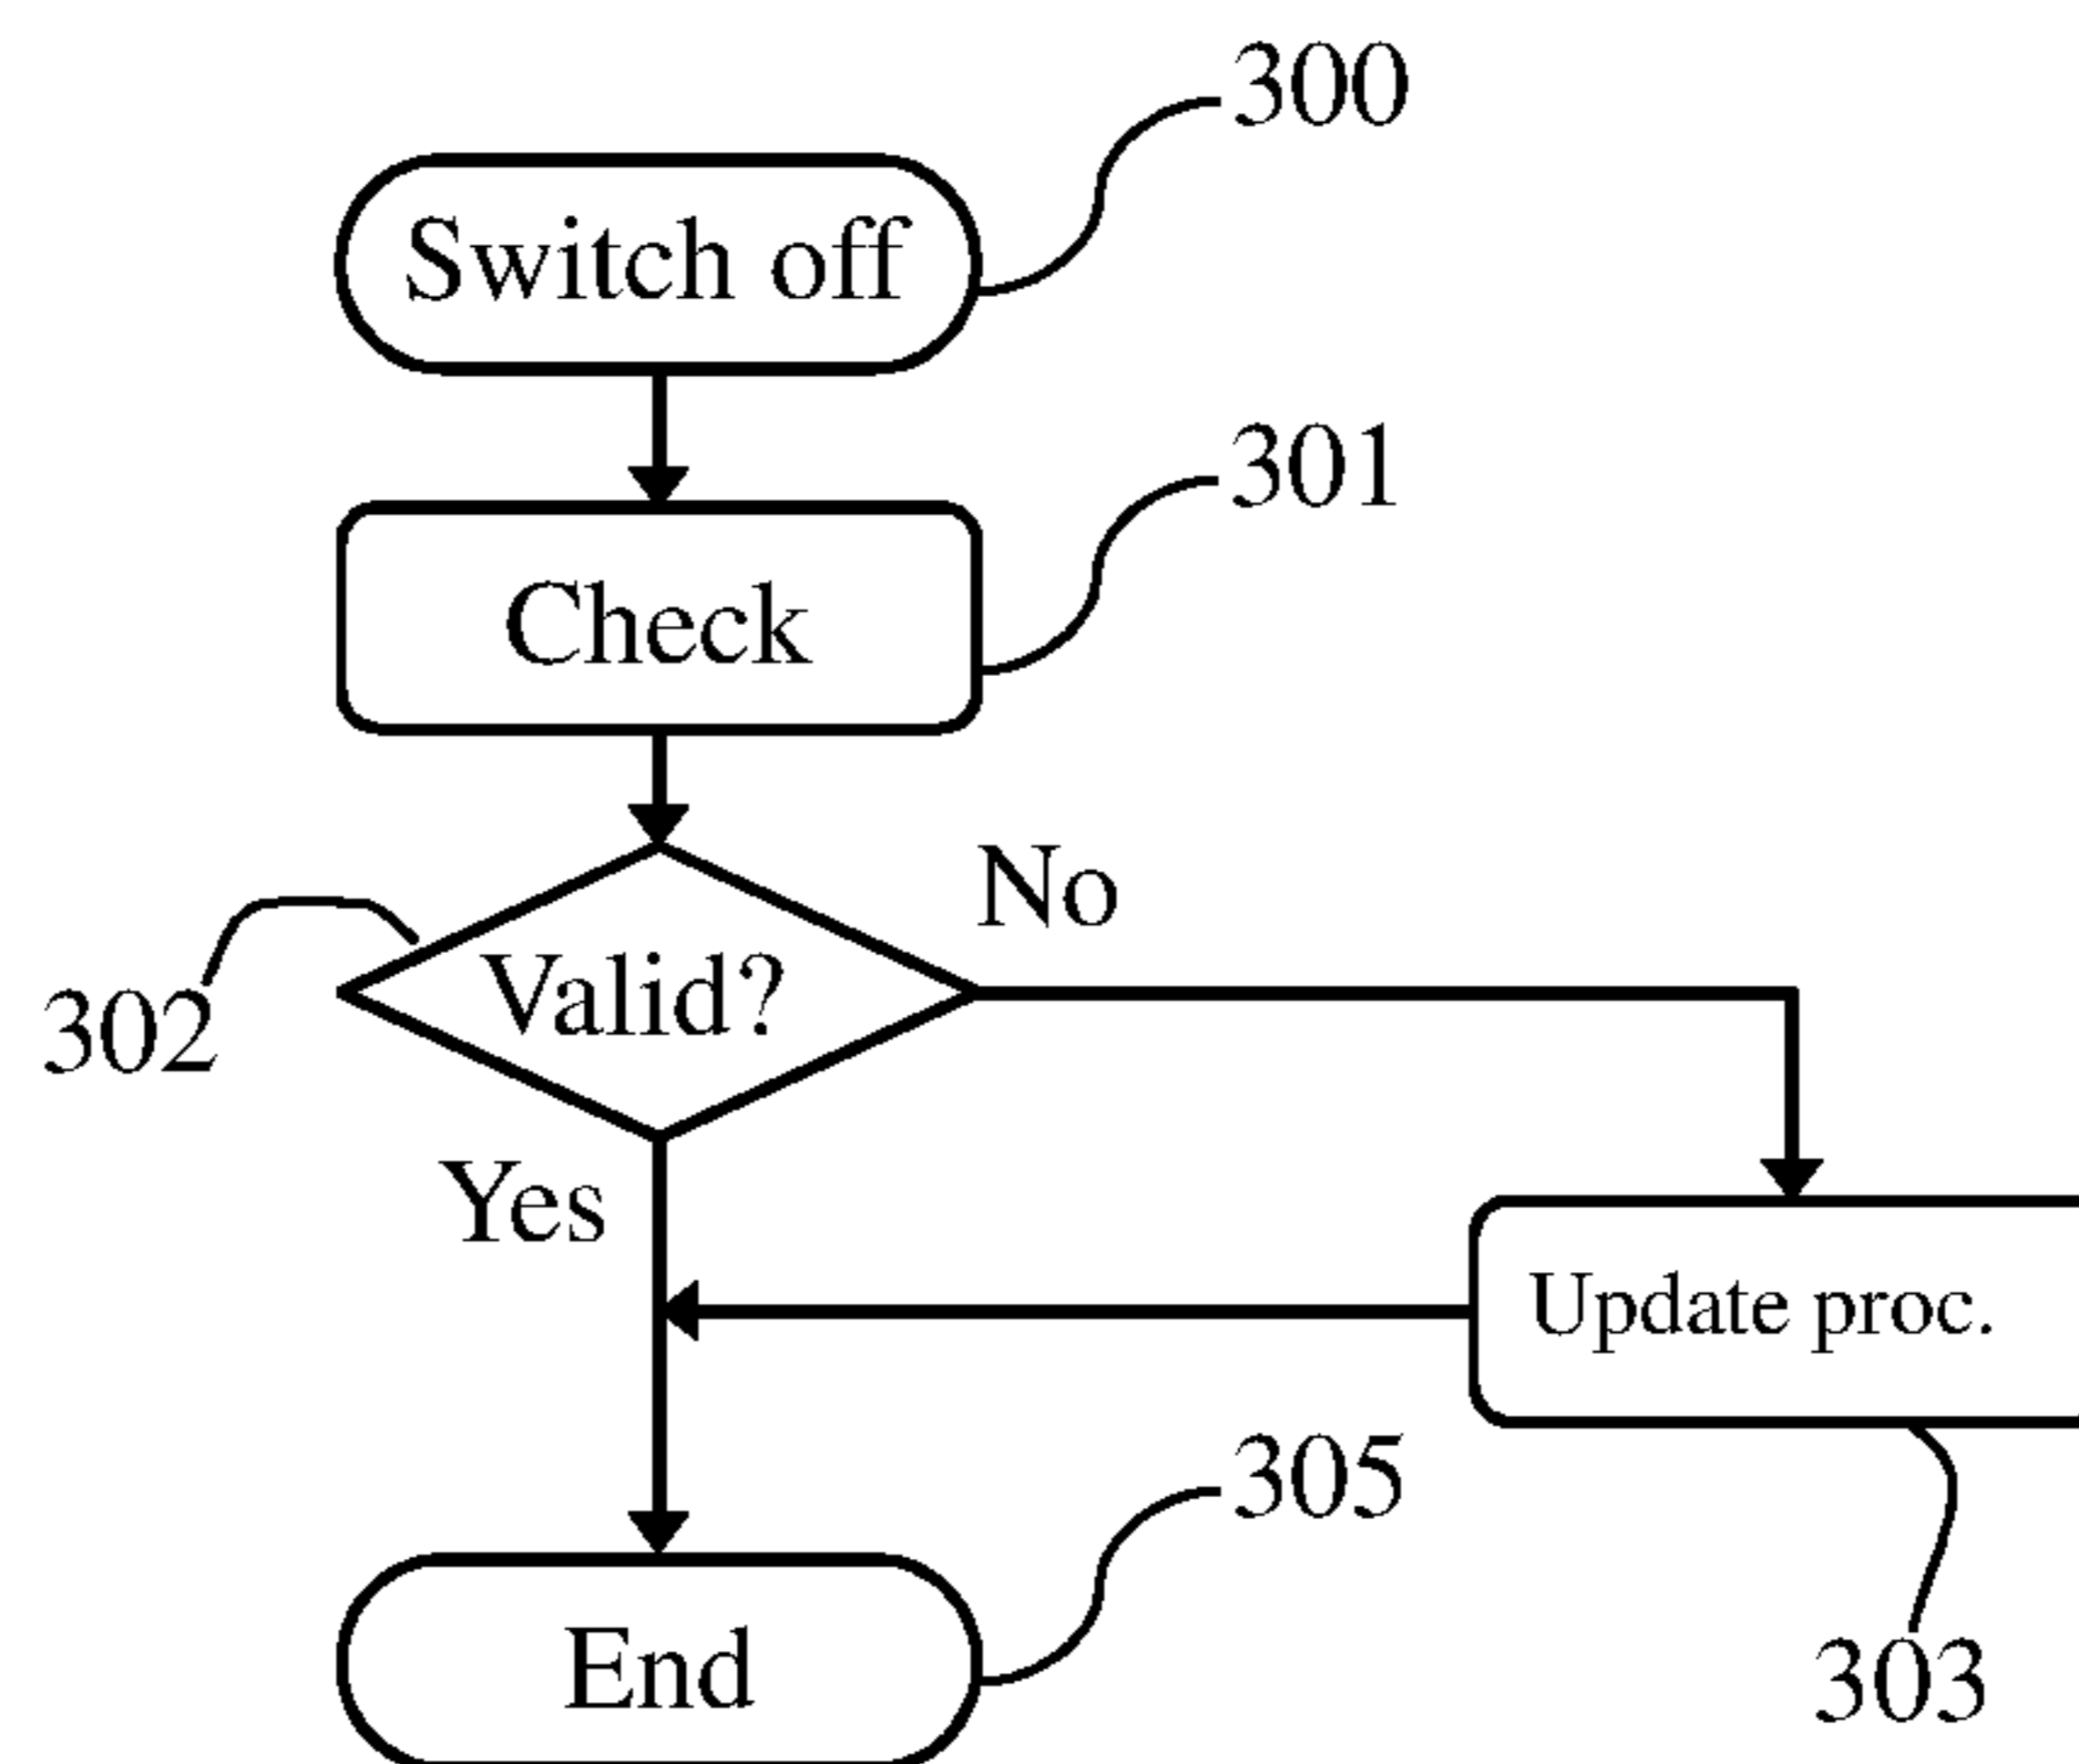 300
Switch off
301
Check
No
302
Valid?
Yes
Update proc.
305
End
303